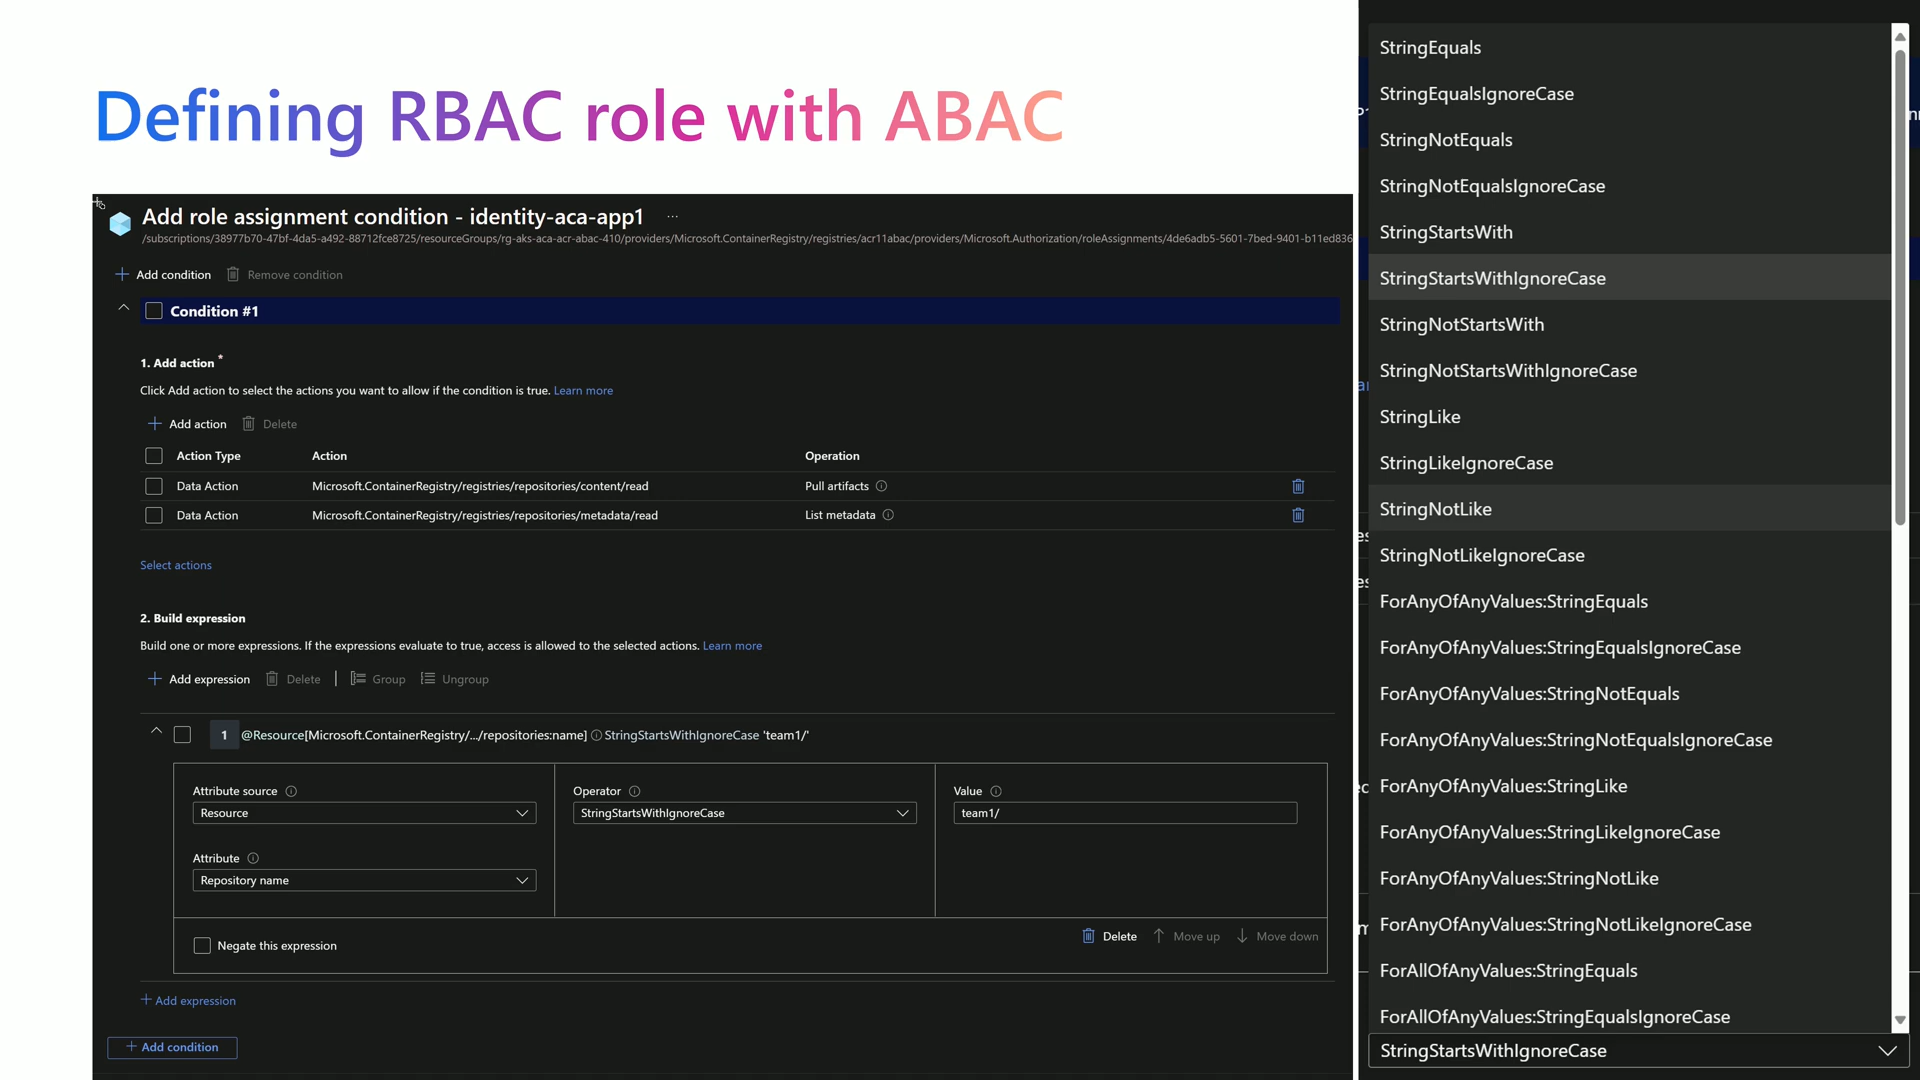 Defining RBAC role with ABAC
Add role assignment condition - identity-aca-app1 ...
/subscriptions/38977b70-47bf-4da5-a492-88712fce8725/resourceGroups/rg-aks-aca-acr-abac-410/providers/Microsoft.ContainerRegistry/registries/acr11abac/providers/Microsoft.Authorization/roleAssignments/4de6adb5-5601-7bed-9401-b11ed836
Add condition Remove condition
Condition #1
1. Add action *
Click Add action to select the actions you want to allow if the condition is true. Learn more
Add action Delete
Action Type Action Operation
Data Action Microsoft.ContainerRegistry/registries/repositories/content/read Pull artifacts
Data Action Microsoft.ContainerRegistry/registries/repositories/metadata/read List metadata
Select actions
2. Build expression
Build one or more expressions. If the expressions evaluate to true, access is allowed to the selected actions. Learn more
Add expression Delete Group Ungroup
1 @Resource[Microsoft.ContainerRegistry/.../repositories:name] StringStartsWithIgnoreCase 'team1/'
Attribute source Operator Value
Resource StringStartsWithIgnoreCase team1/
Attribute
Repository name
Delete Move up Move down
Negate this expression
Add expression
Add condition
StringEquals
StringEqualsIgnoreCase
StringNotEquals
StringNotEqualsIgnoreCase
StringStartsWith
StringStartsWithIgnoreCase
StringNotStartsWith
StringNotStartsWithIgnoreCase
StringLike
StringLikeIgnoreCase
StringNotLike
StringNotLikeIgnoreCase
ForAnyOfAnyValues:StringEquals
ForAnyOfAnyValues:StringEqualsIgnoreCase
ForAnyOfAnyValues:StringNotEquals
ForAnyOfAnyValues:StringNotEqualsIgnoreCase
ForAnyOfAnyValues:StringLike
ForAnyOfAnyValues:StringLikeIgnoreCase
ForAnyOfAnyValues:StringNotLike
ForAnyOfAnyValues:StringNotLikeIgnoreCase
ForAllOfAnyValues:StringEquals
ForAllOfAnyValues:StringEqualsIgnoreCase
StringStartsWithIgnoreCase